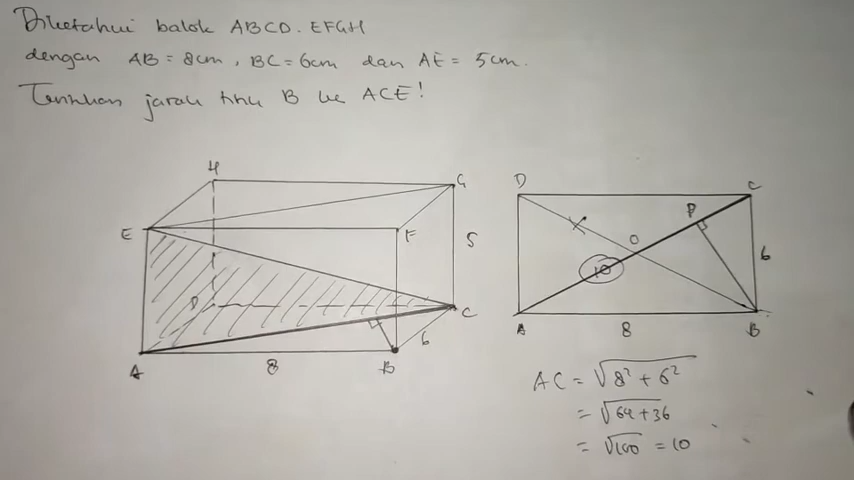 Diketahui balok ABCD.EFGH
dengan AB = 8cm, BC = 6cm dan AE = 5cm.
Tentukan jarak titik B ke ACE!
H
G
E
F
5
D
C
6
A
8
B
D
C
P
O
10
6
A
8
B
AC = √8² + 6²
= √64 + 36
= √100 = 10